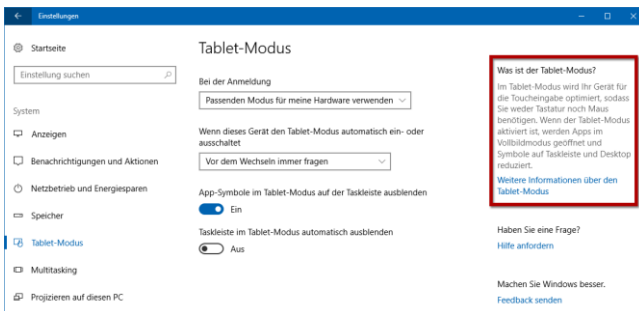 Einstellungen
Startseite
Einstellung suchen
System
Anzeigen
Benachrichtigungen und Aktionen
Netzbetrieb und Energiesparen
Speicher
Tablet-Modus
Multitasking
Projizieren auf diesen PC
Tablet-Modus
Bei der Anmeldung
Passenden Modus für meine Hardware verwenden
Wenn dieses Gerät den Tablet-Modus automatisch ein- oder
ausschaltet
Vor dem Wechseln immer fragen
App-Symbole im Tablet-Modus auf der Taskleiste ausblenden
Ein
Taskleiste im Tablet-Modus automatisch ausblenden
Aus
Was ist der Tablet-Modus?
Im Tablet-Modus wird Ihr Gerät für
die Toucheingabe optimiert, sodass
Sie weder Tastatur noch Maus
benötigen. Wenn der Tablet-Modus
aktiviert ist, werden Apps im
Vollbildmodus geöffnet und
Symbole auf Taskleiste und Desktop
reduziert.
Weitere Informationen über den
Tablet-Modus
Haben Sie eine Frage?
Hilfe anfordern
Machen Sie Windows besser.
Feedback senden